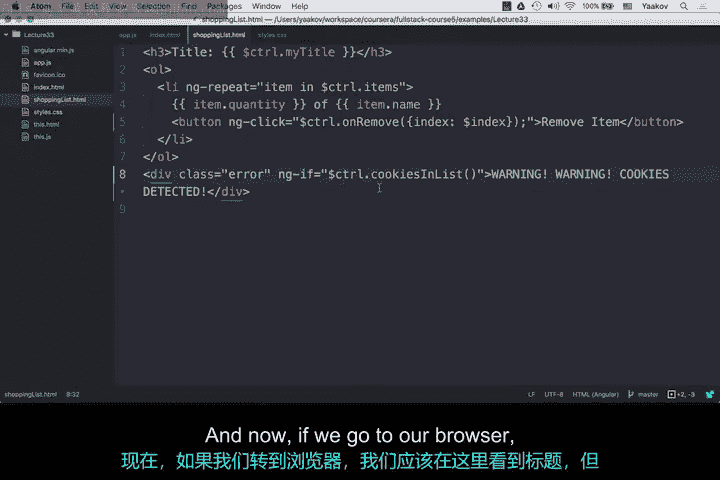 Atom File Edit View Selection Find Packages Window Help 100% Yaakov
shoppingList.html — /Users/yaakov/workspace/coursera/fullstack-course5/examples/Lecture33
Lecture33
angular.min.js
app.js
favicon.ico
index.html
shoppingList.html
styles.css
this.html
this.js
app.js index.html shoppingList.html styles.css
1 <h3>Title: {{ $ctrl.myTitle }}</h3>
2 <ol>
3 <li ng-repeat="item in $ctrl.items">
4 {{ item.quantity }} of {{ item.name }}
5 <button ng-click="$ctrl.onRemove({index: $index});">Remove Item</button>
6 </li>
7 </ol>
8 <div class="error" ng-if="$ctrl.cookiesInList()">WARNING! WARNING! COOKIES
DETECTED!</div>
9
shoppingList.html 8:32 LF UTF-8 HTML (Angular) master +2, -3
And now, if we go to our browser,
现在，如果我们转到浏览器，我们应该在这里看到标题，但